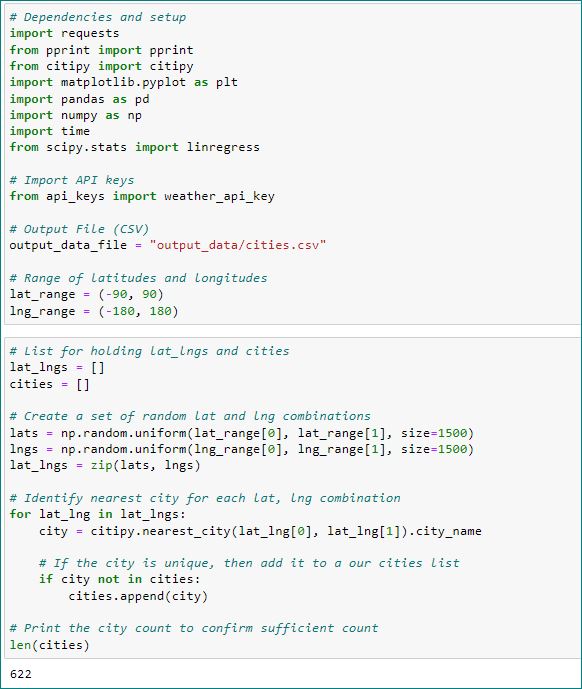 # Dependencies and setup
import requests
from pprint import pprint
from citipy import citipy
import matplotlib.pyplot as plt
import pandas as pd
import numpy as np
import time
from scipy.stats import linregress
# Import API keys
from api_keys import weather_api_key
# Output File (CSV)
output_data_file = "output_data/cities.csv"
# Range of latitudes and longitudes
lat_range = (-90, 90)
lng_range = (-180, 180)
# List for holding lat_lngs and cities
lat_lngs = []
cities = []
# Create a set of random lat and lng combinations
lats = np.random.uniform(lat_range[0], lat_range[1], size=1500)
lngs = np.random.uniform(lng_range[0], lng_range[1], size=1500)
lat_lngs = zip(lats, lngs)
# Identify nearest city for each lat, lng combination
for lat_lng in lat_lngs:
    city = citipy.nearest_city(lat_lng[0], lat_lng[1]).city_name
    # If the city is unique, then add it to a our cities list
    if city not in cities:
        cities.append(city)
# Print the city count to confirm sufficient count
len(cities)
622